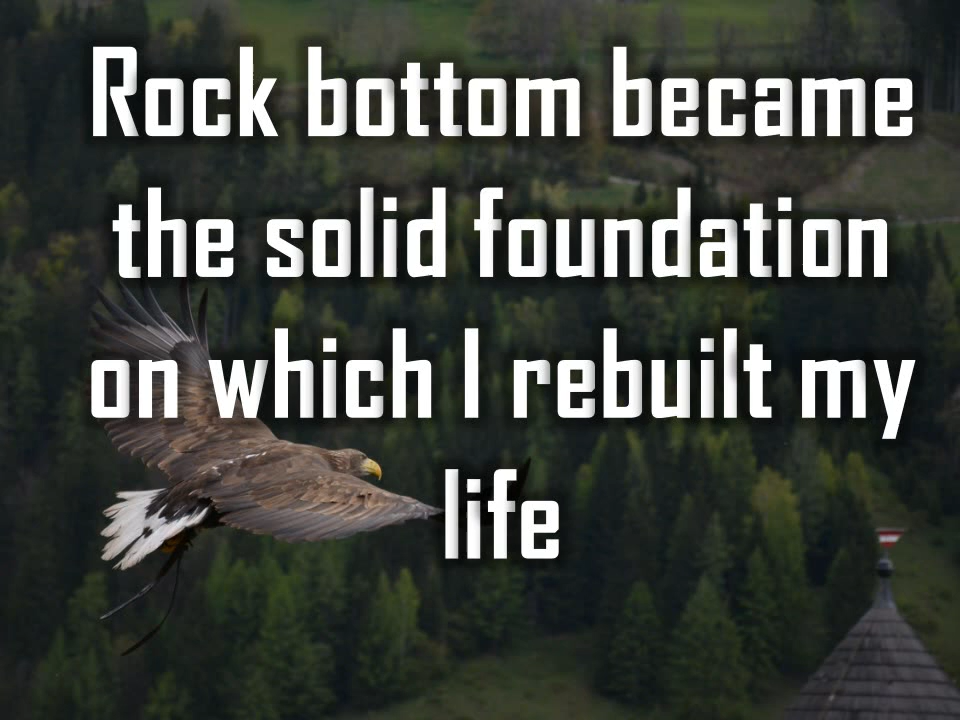 Rock bottom became
the solid foundation
on which I rebuilt my
life